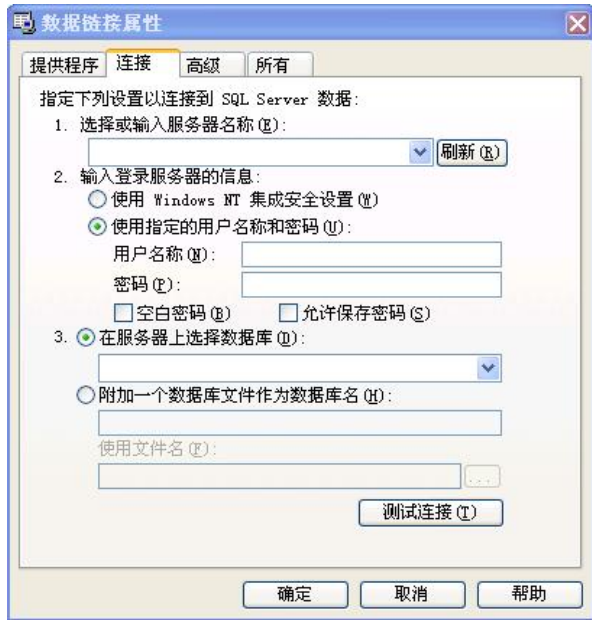 数据链接属性
提供程序 连接 高级 所有
指定下列设置以连接到 SQL Server 数据:
1. 选择或输入服务器名称(E):
刷新(R)
2. 输入登录服务器的信息:
使用 Windows NT 集成安全设置(W)
使用指定的用户名称和密码(U):
用户名称(N):
密码(P):
空白密码(B) 允许保存密码(S)
3. 在服务器上选择数据库(D):
附加一个数据库文件作为数据库名(H):
使用文件名(F):
...
测试连接(T)
确定 取消 帮助